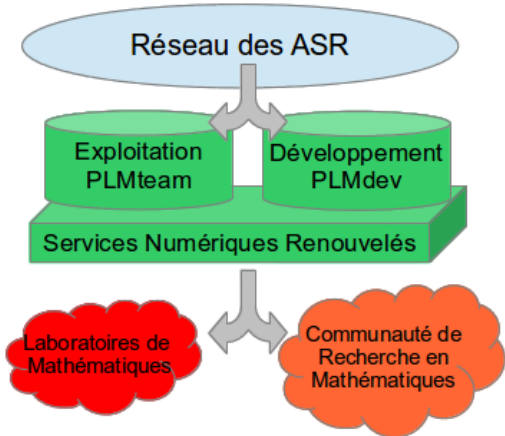 Réseau des ASR
Exploitation
PLMteam
Développement
PLMdev
Services Numériques Renouvelés
Laboratoires de
Mathématiques
Communauté de
Recherche en
Mathématiques